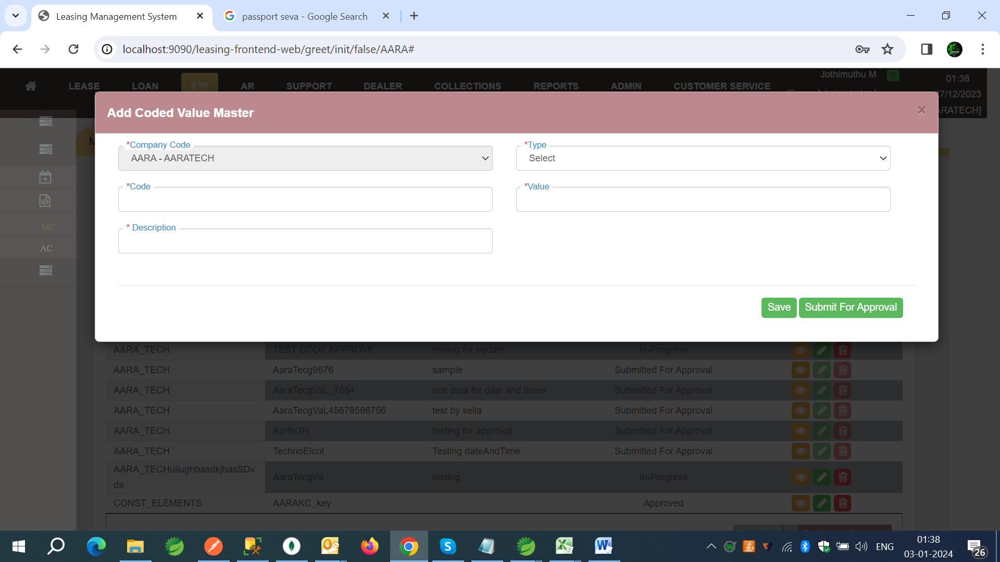 Leasing Management System
passport seva - Google Search
localhost:9090/leasing-frontend-web/greet/init/false/AARA#
LEASE LOAN STP AR SUPPORT DEALER COLLECTIONS REPORTS ADMIN CUSTOMER SERVICE
Jothimuthu M 0
01:38
7/12/2023
ARATECH]
Add Coded Value Master
×
*Company Code
AARA - AARATECH
*Type
Select
*Code
*Value
* Description
Save Submit For Approval
MC
AC
AARA_TECH TEST CODE APPROVE testing for update In-Progress
AARA_TECH AaraTecg9876 sample Submitted For Approval
AARA_TECH AaraTecgVaL_7584 test data for date and times Submitted For Approval
AARA_TECH AaraTecgVaL45678586756 test by sella Submitted For Approval
AARA_TECH AarihGH testing for approval Submitted For Approval
AARA_TECH TechnoElcot Testing dateAndTime Submitted For Approval
AARA_TECHuiiughbasdkjbasSDv
ds
AaraTecgVa testing In-Progress
CONST_ELEMENTS AARAKC_key Approved
ENG
01:38
03-01-2024
26